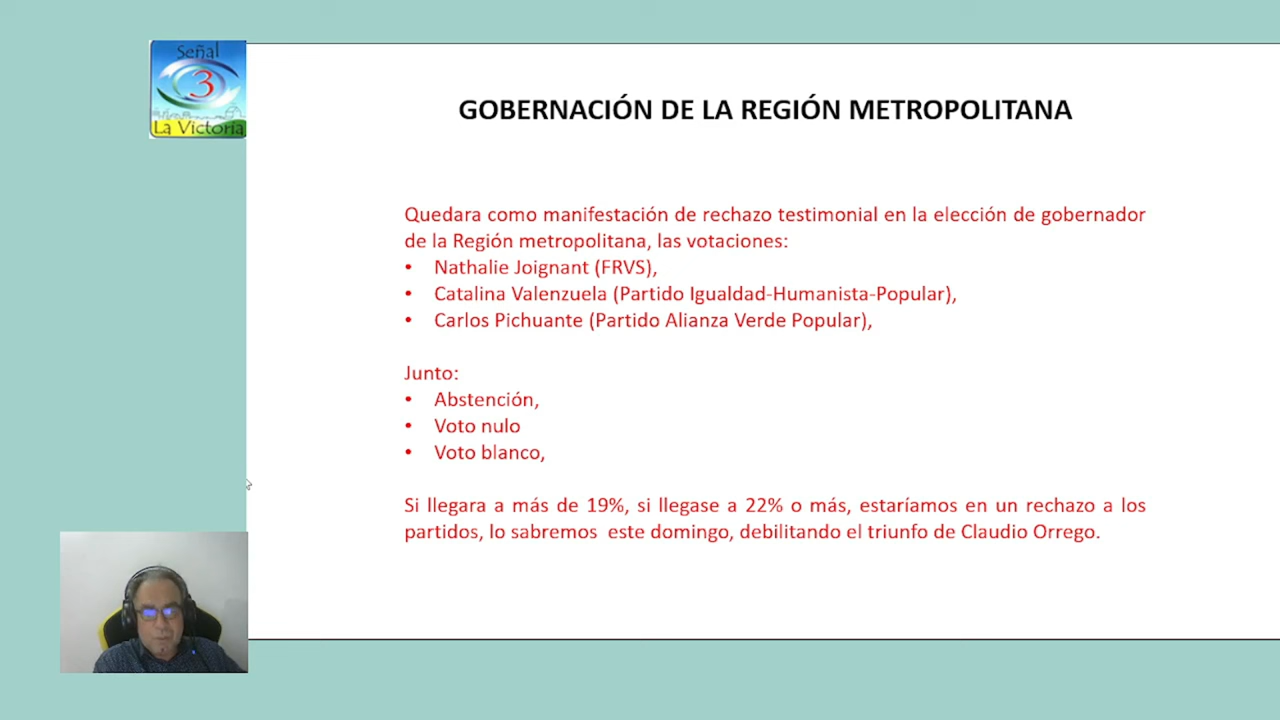 Señal
3
La Victoria
GOBERNACIÓN DE LA REGIÓN METROPOLITANA
Quedara como manifestación de rechazo testimonial en la elección de gobernador
de la Región metropolitana, las votaciones:
• Nathalie Joignant (FRVS),
• Catalina Valenzuela (Partido Igualdad-Humanista-Popular),
• Carlos Pichuante (Partido Alianza Verde Popular),
Junto:
• Abstención,
• Voto nulo
• Voto blanco,
Si llegara a más de 19%, si llegase a 22% o más, estaríamos en un rechazo a los
partidos, lo sabremos este domingo, debilitando el triunfo de Claudio Orrego.